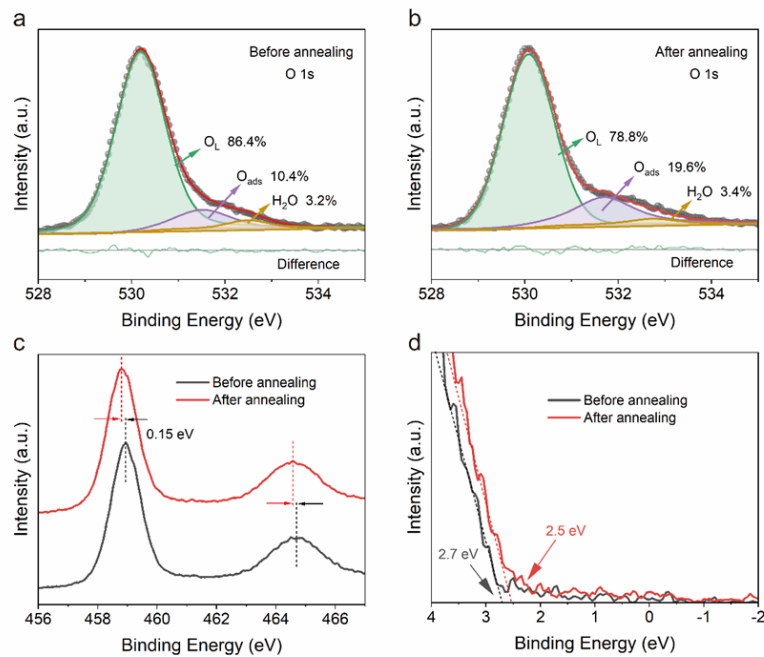 a
Before annealing
O 1s
O_L 86.4%
O_ads 10.4%
H₂O 3.2%
Difference
Intensity (a.u.)
528 530 532 534
Binding Energy (eV)
b
After annealing
O 1s
O_L 78.8%
O_ads 19.6%
H₂O 3.4%
Difference
Intensity (a.u.)
528 530 532 534
Binding Energy (eV)
c
Before annealing
After annealing
0.15 eV
Intensity (a.u.)
456 458 460 462 464 466
Binding Energy (eV)
d
Before annealing
After annealing
2.5 eV
2.7 eV
Intensity (a.u.)
4 3 2 1 0 -1 -2
Binding Energy (eV)